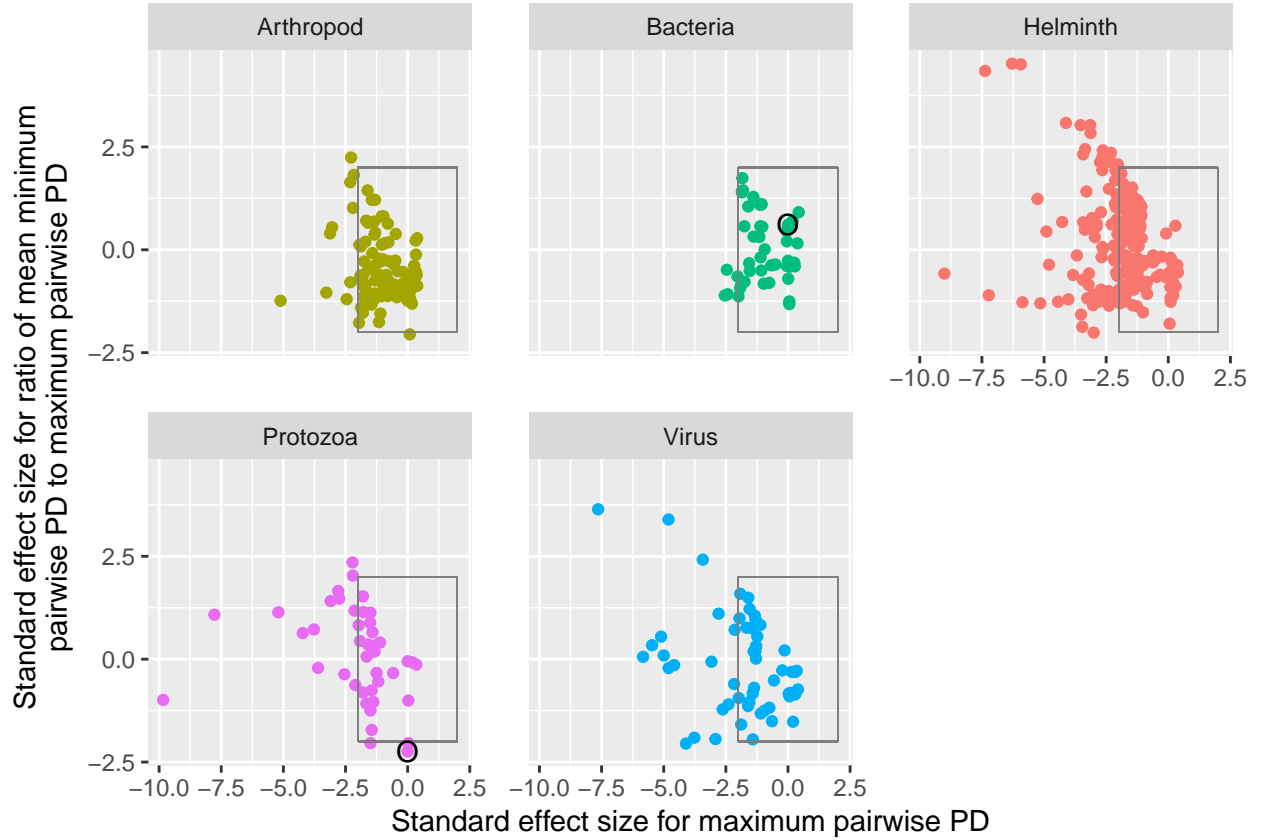 Arthropod
Bacteria
Helminth
Standard effect size for ratio of mean minimum
pairwise PD to maximum pairwise PD
2.5
0.0
−2.5
−10.0 −7.5 −5.0 −2.5 0.0 2.5
Protozoa
Virus
2.5
0.0
−2.5
−10.0 −7.5 −5.0 −2.5 0.0 2.5
−10.0 −7.5 −5.0 −2.5 0.0 2.5
Standard effect size for maximum pairwise PD